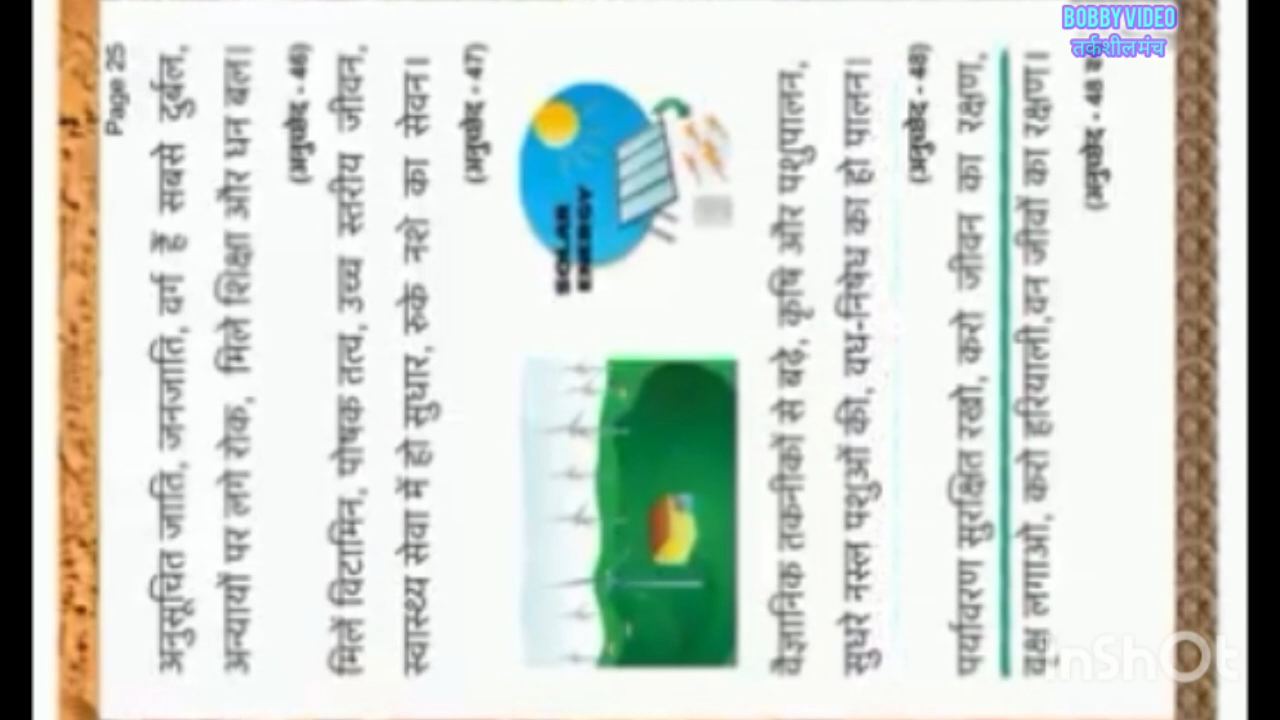 BOBBY VIDEO
तर्कशील मंच
Page 25
अनुसूचित जाति, जनजाति, वर्ग हैं सबसे दुर्बल,
अन्यायों पर लगे रोक, मिले शिक्षा और धन बल।
(अनुच्छेद - 46)
मिलें विटामिन, पोषक तत्व, उच्च स्तरीय जीवन,
स्वास्थ्य सेवा में हो सुधार, रुके नशे का सेवन।
(अनुच्छेद - 47)
SOLAR
ENERGY
वैज्ञानिक तकनीकों से बढ़े, कृषि और पशुपालन,
सुधरे नस्ल पशुओं की, वध-निषेध का हो पालन।
(अनुच्छेद - 48)
पर्यावरण सुरक्षित रखो, करो जीवन का रक्षण,
वृक्ष लगाओ, करो हरियाली,वन जीवों का रक्षण।
(अनुच्छेद - 48
InShOt